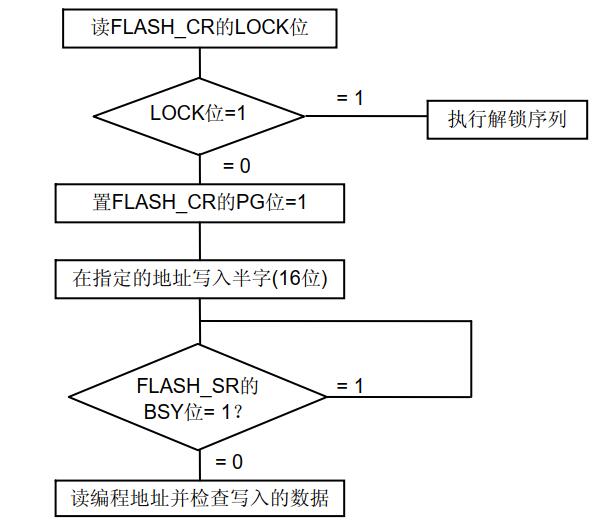 读FLASH_CR的LOCK位
LOCK位=1
= 1
执行解锁序列
= 0
置FLASH_CR的PG位=1
在指定的地址写入半字(16位)
FLASH_SR的
BSY位= 1?
= 1
= 0
读编程地址并检查写入的数据